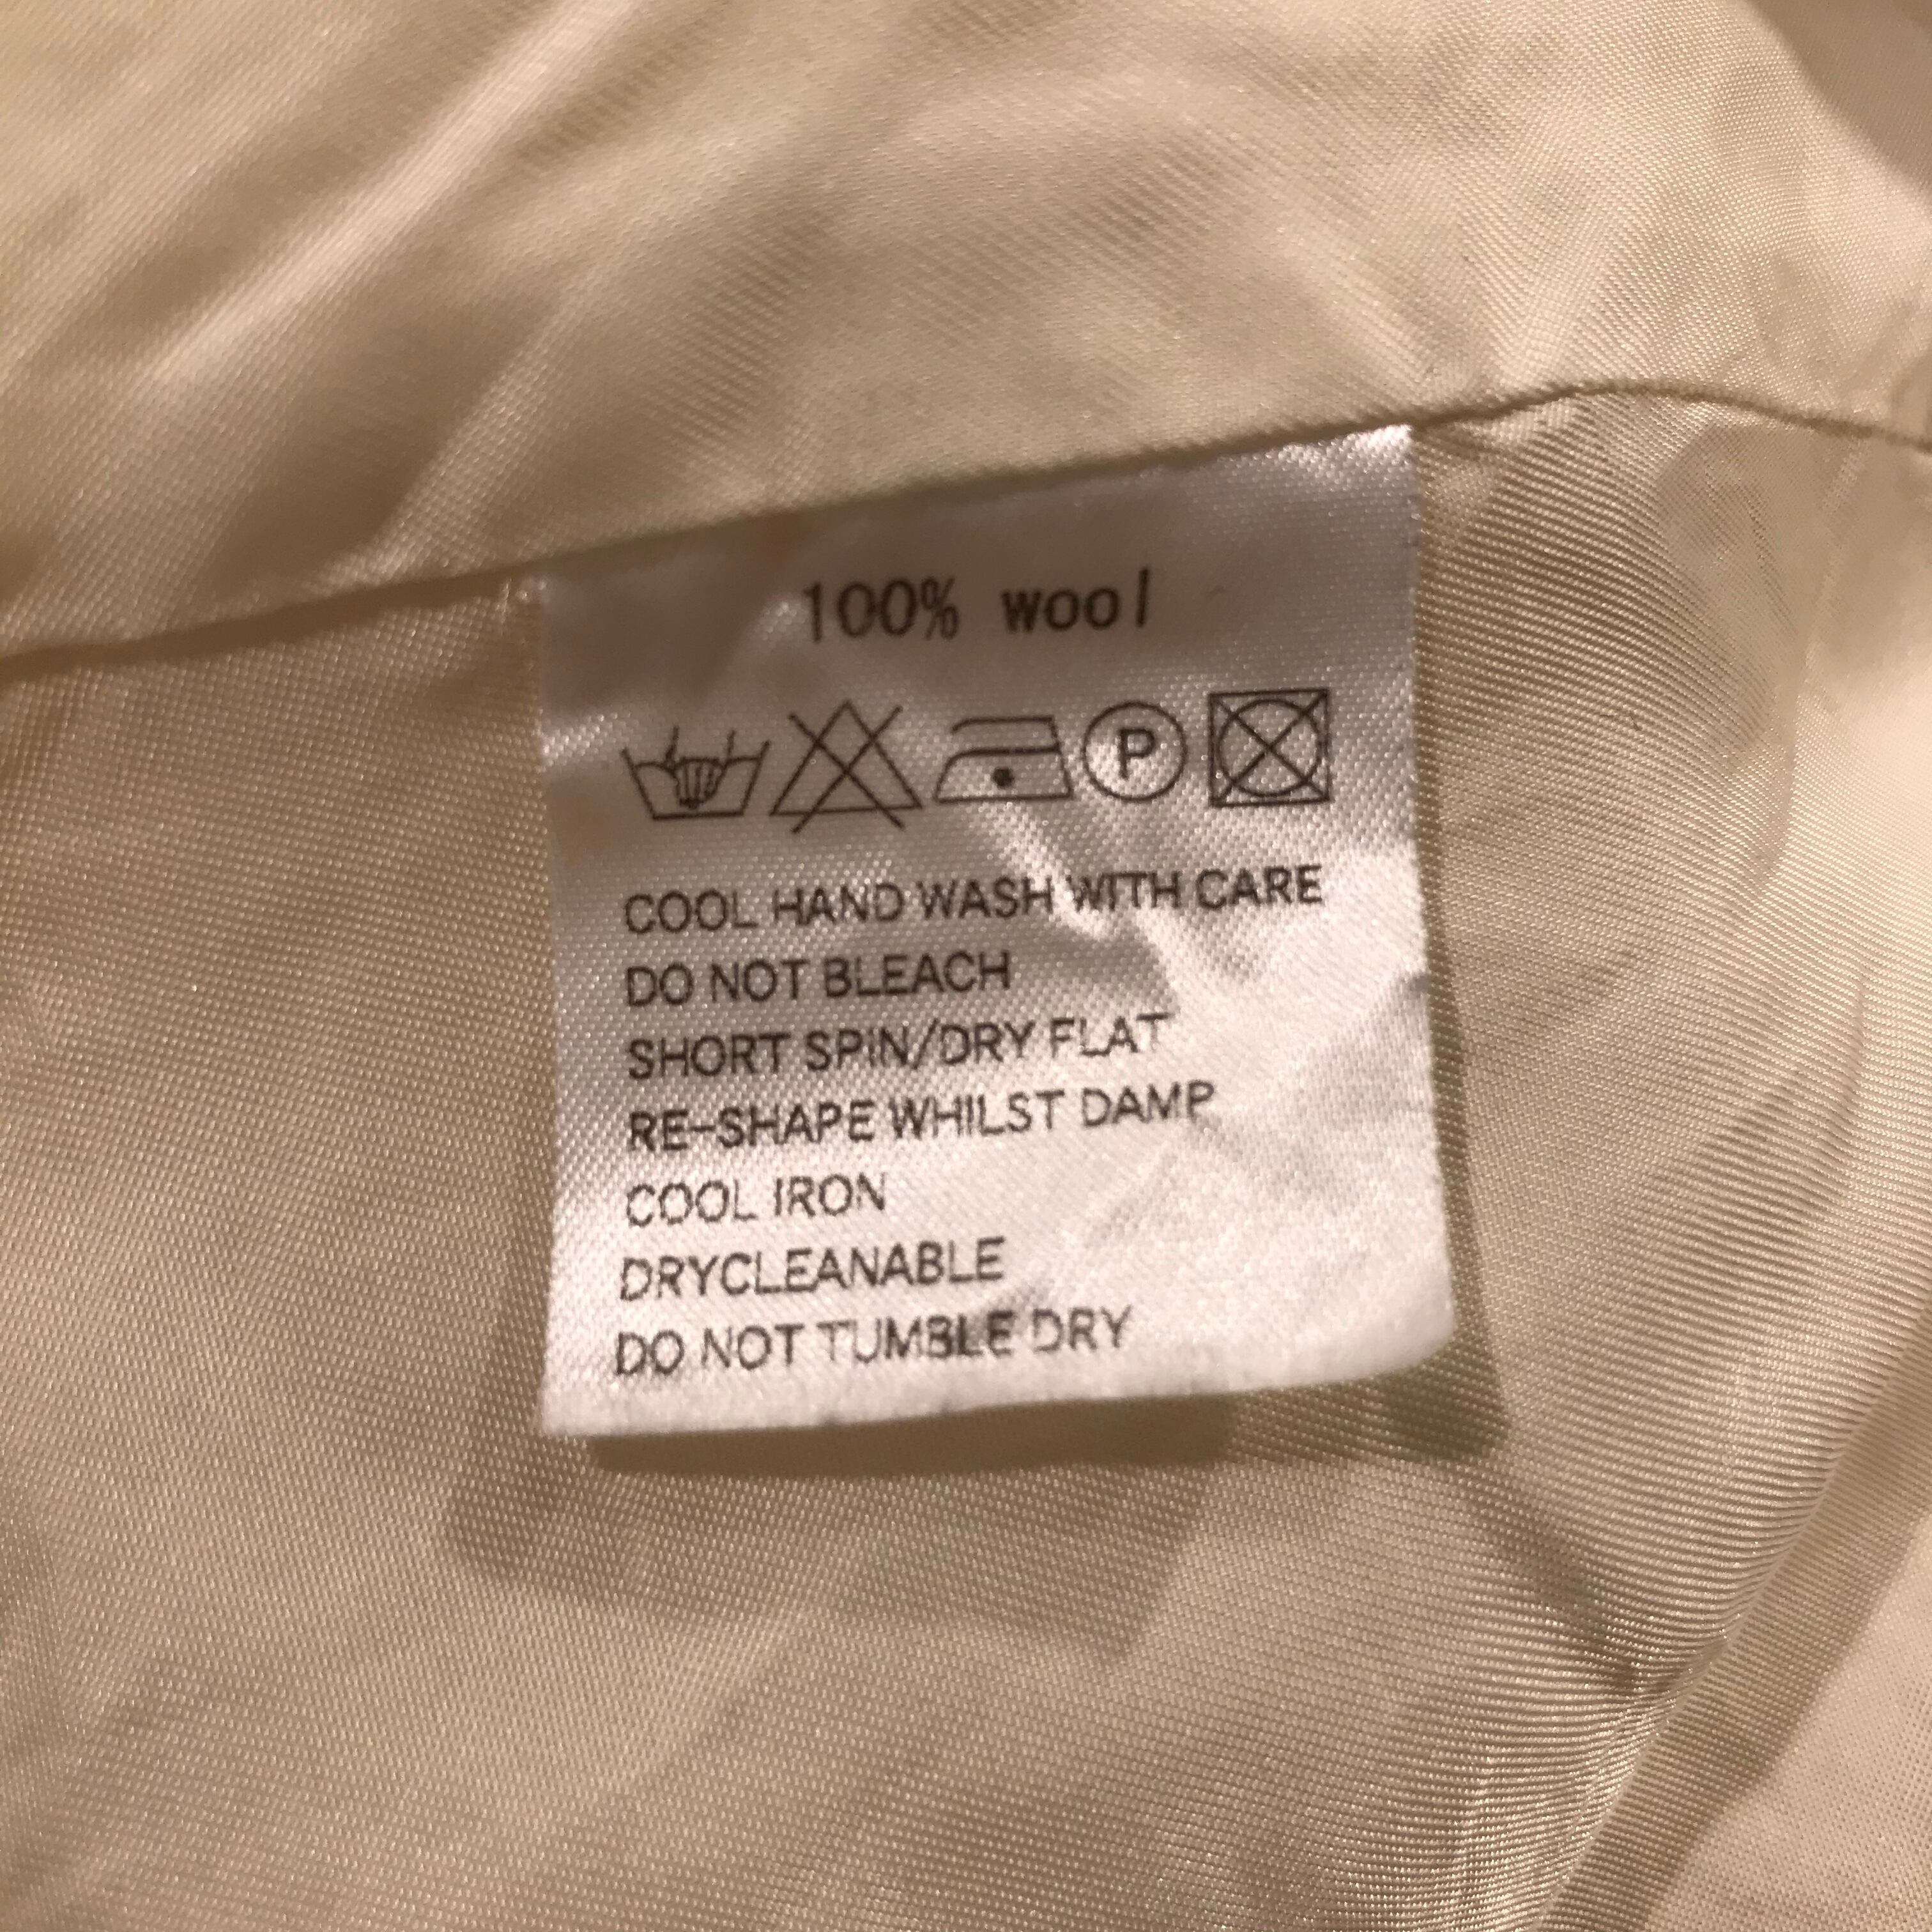 100% wool
P
COOL HAND WASH WITH CARE
DO NOT BLEACH
SHORT SPIN/DRY FLAT
RE-SHAPE WHILST DAMP
COOL IRON
DRYCLEANABLE
DO NOT TUMBLE DRY